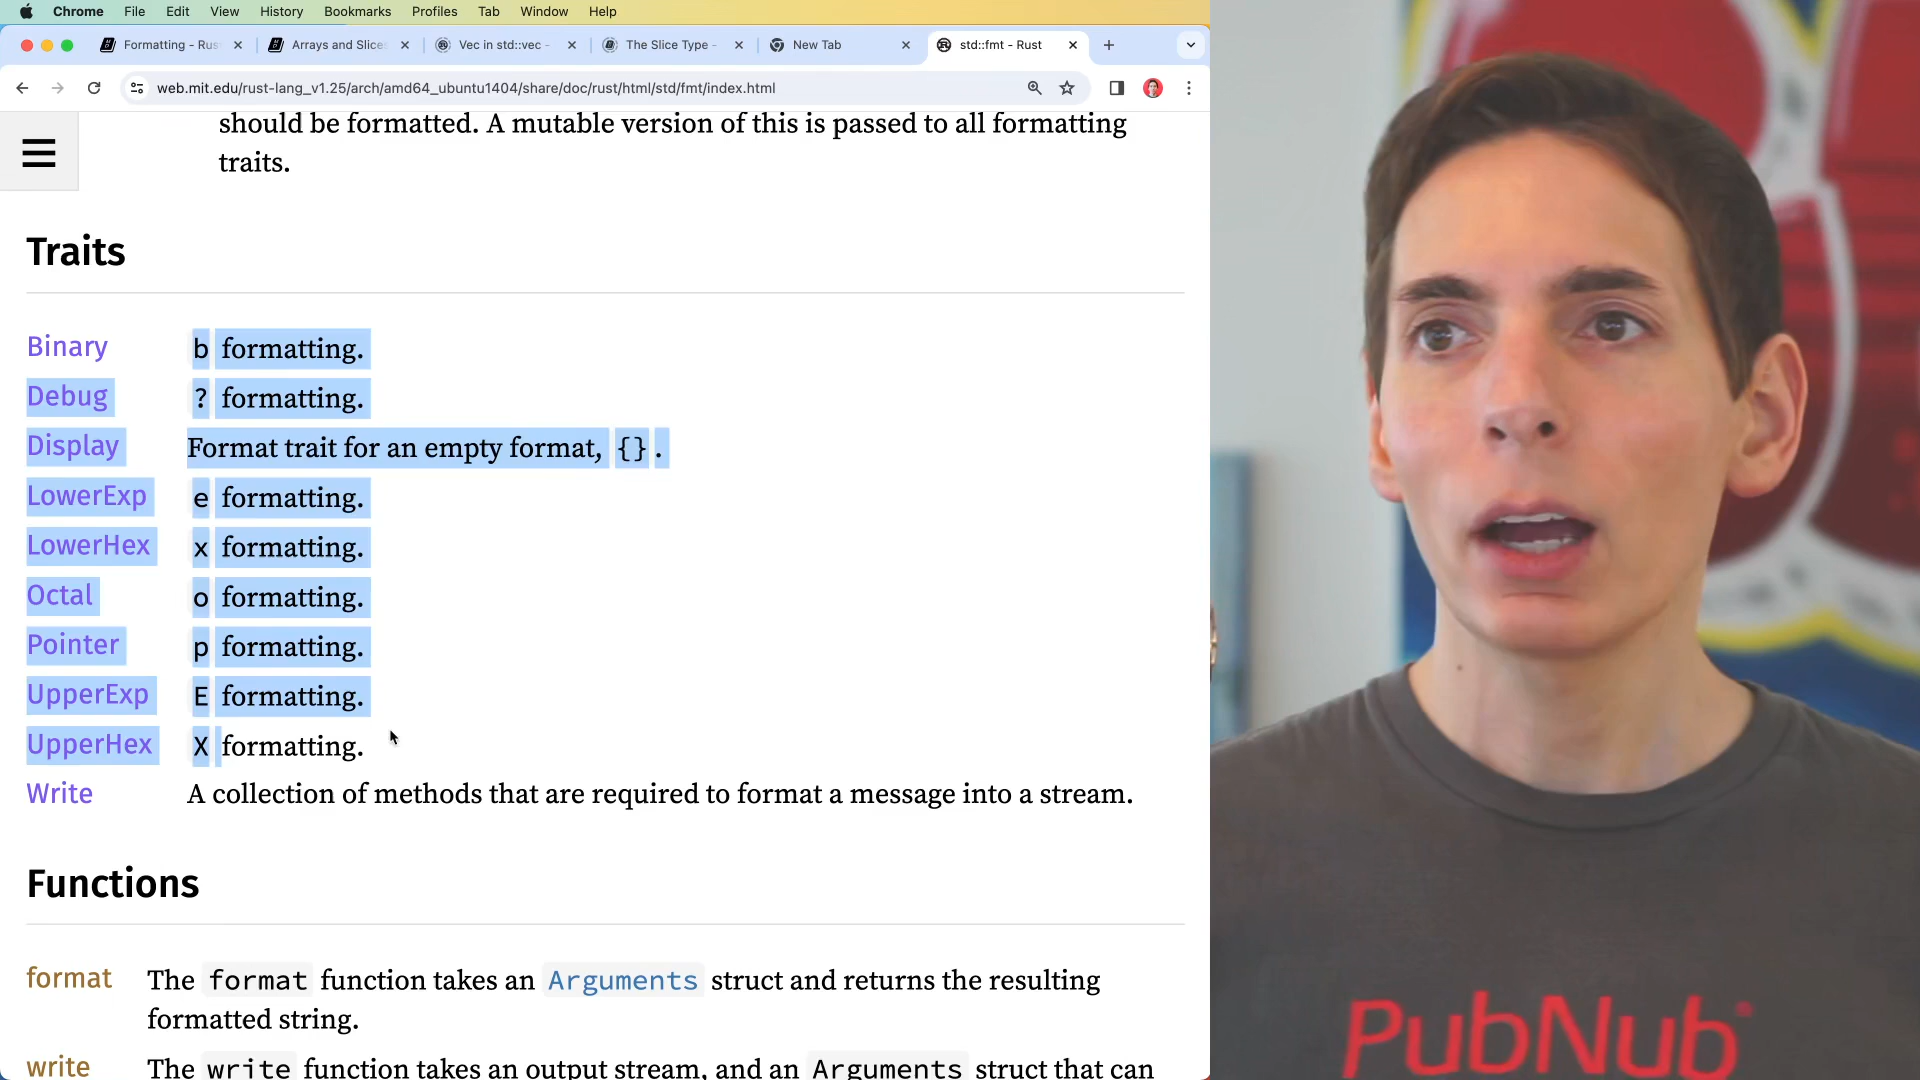 Chrome File Edit View History Bookmarks Profiles Tab Window Help
Formatting - Rus Arrays and Slices Vec in std::vec - The Slice Type - New Tab std::fmt - Rust
web.mit.edu/rust-lang_v1.25/arch/amd64_ubuntu1404/share/doc/rust/html/std/fmt/index.html
should be formatted. A mutable version of this is passed to all formatting
traits.
Traits
Binary b formatting.
Debug ? formatting.
Display Format trait for an empty format, {}.
LowerExp e formatting.
LowerHex x formatting.
Octal o formatting.
Pointer p formatting.
UpperExp E formatting.
UpperHex X formatting.
Write A collection of methods that are required to format a message into a stream.
Functions
format The format function takes an Arguments struct and returns the resulting
formatted string.
write The write function takes an output stream, and an Arguments struct that can
PubNub